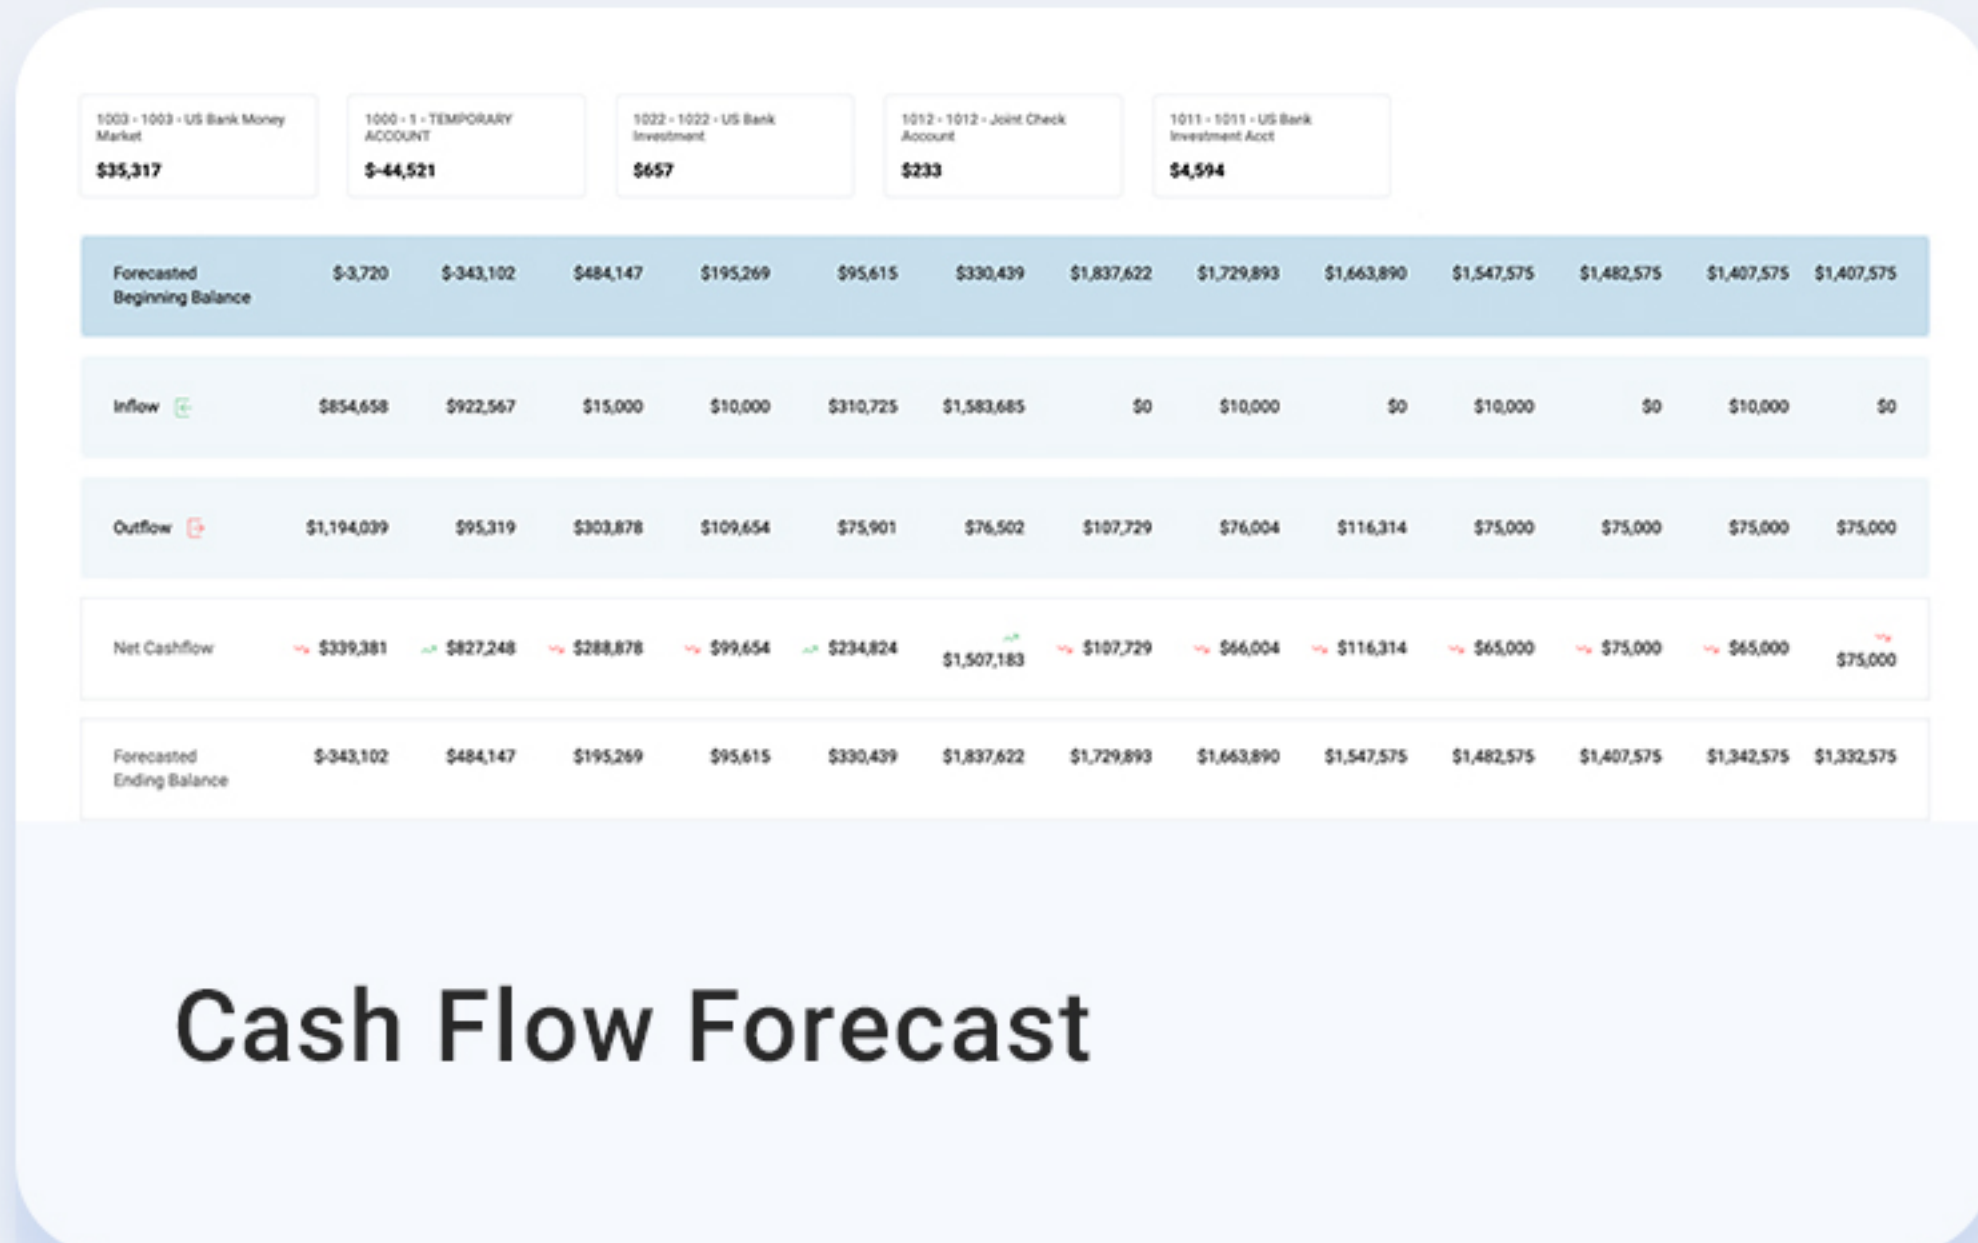 1003 - 1003 - US Bank Money
Market
$35,317
1000 - 1 - TEMPORARY
ACCOUNT
$-44,521
1022 - 1022 - US Bank
Investment
$657
1012 - 1012 - Joint Check
Account
$233
1011 - 1011 - US Bank
Investment Acct
$4,594
Forecasted
Beginning Balance
$-3,720 $-343,102 $484,147 $195,269 $95,615 $330,439 $1,837,622 $1,729,893 $1,663,890 $1,547,575 $1,482,575 $1,407,575 $1,407,575
Inflow $854,658 $922,567 $15,000 $10,000 $310,725 $1,583,685 $0 $10,000 $0 $10,000 $0 $10,000 $0
Outflow $1,194,039 $95,319 $303,878 $109,654 $75,901 $76,502 $107,729 $76,004 $116,314 $75,000 $75,000 $75,000 $75,000
Net Cashflow $339,381 $827,248 $288,878 $99,654 $234,824 $1,507,183 $107,729 $66,004 $116,314 $65,000 $75,000 $65,000 $75,000
Forecasted
Ending Balance
$-343,102 $484,147 $195,269 $95,615 $330,439 $1,837,622 $1,729,893 $1,663,890 $1,547,575 $1,482,575 $1,407,575 $1,342,575 $1,332,575
Cash Flow Forecast